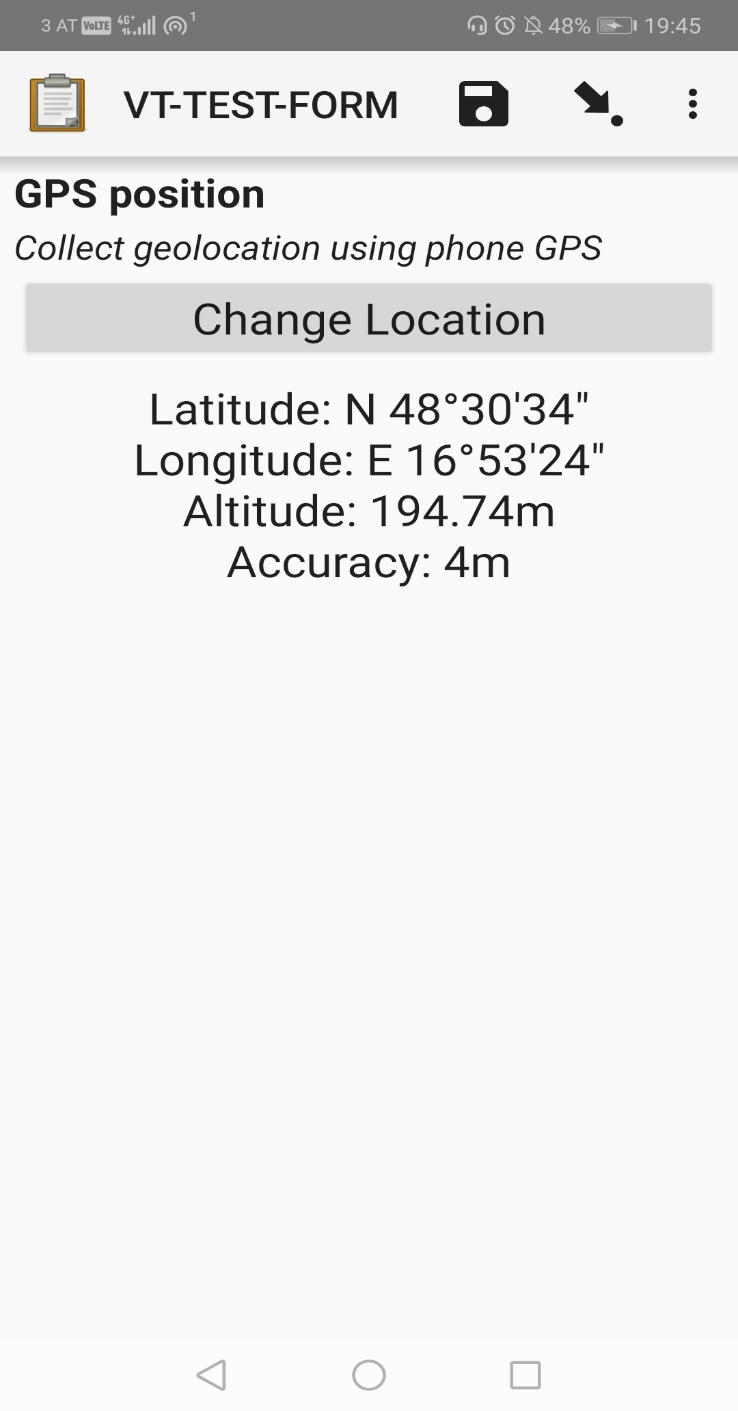 3 AT VoLTE 4G+ 1 48% 19:45
VT-TEST-FORM
GPS position
Collect geolocation using phone GPS
Change Location
Latitude: N 48°30'34"
Longitude: E 16°53'24"
Altitude: 194.74m
Accuracy: 4m